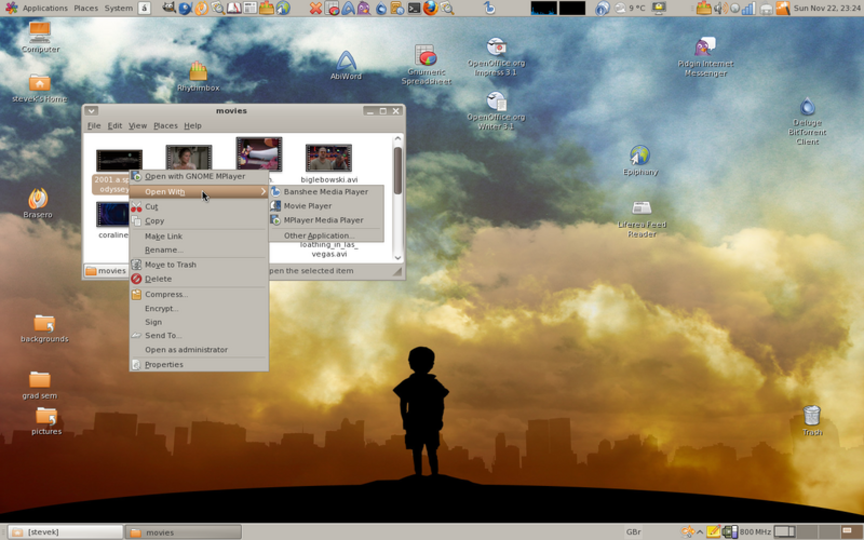 Applications Places System
9 °C
Sun Nov 22, 23:24
Computer
stevek's Home
Rhythmbox
AbiWord
Gnumeric
Spreadsheet
OpenOffice.org
Impress 3.1
OpenOffice.org
Writer 3.1
Pidgin Internet
Messenger
Deluge
BitTorrent
Client
Epiphany
Liferea Feed
Reader
Brasero
backgrounds
grad sem
pictures
Trash
movies
File Edit View Places Help
2001.a.s
odysse
biglebowski.avi
coraline
loathing_in_las_
vegas.avi
movies
pen the selected item
Open with GNOME MPlayer
Open With
Cut
Copy
Make Link
Rename...
Move to Trash
Delete
Compress...
Encrypt...
Sign
Send To...
Open as administrator
Properties
Banshee Media Player
Movie Player
MPlayer Media Player
Other Application...
[stevek]
movies
GBr
800 MHz